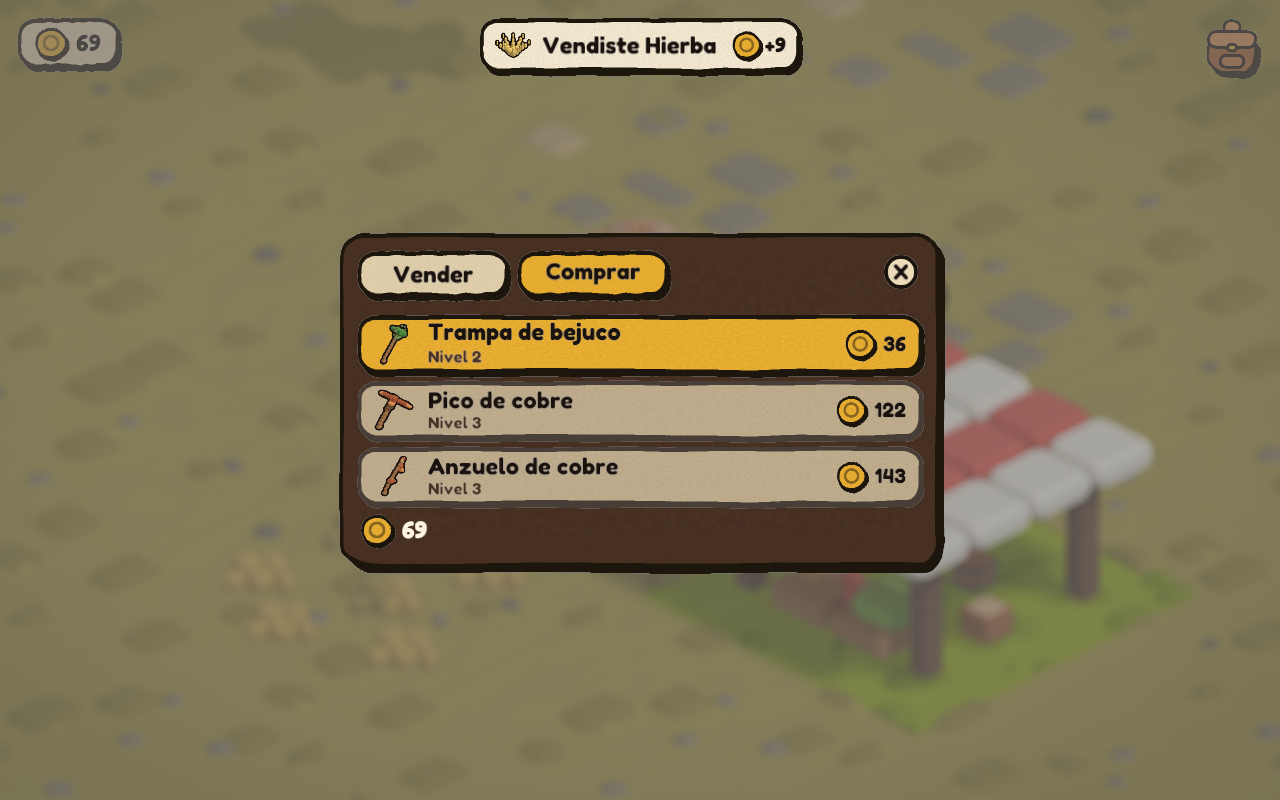 69
Vendiste Hierba +9
Vender
Comprar
Trampa de bejuco
Nivel 2
36
Pico de cobre
Nivel 3
122
Anzuelo de cobre
Nivel 3
143
69